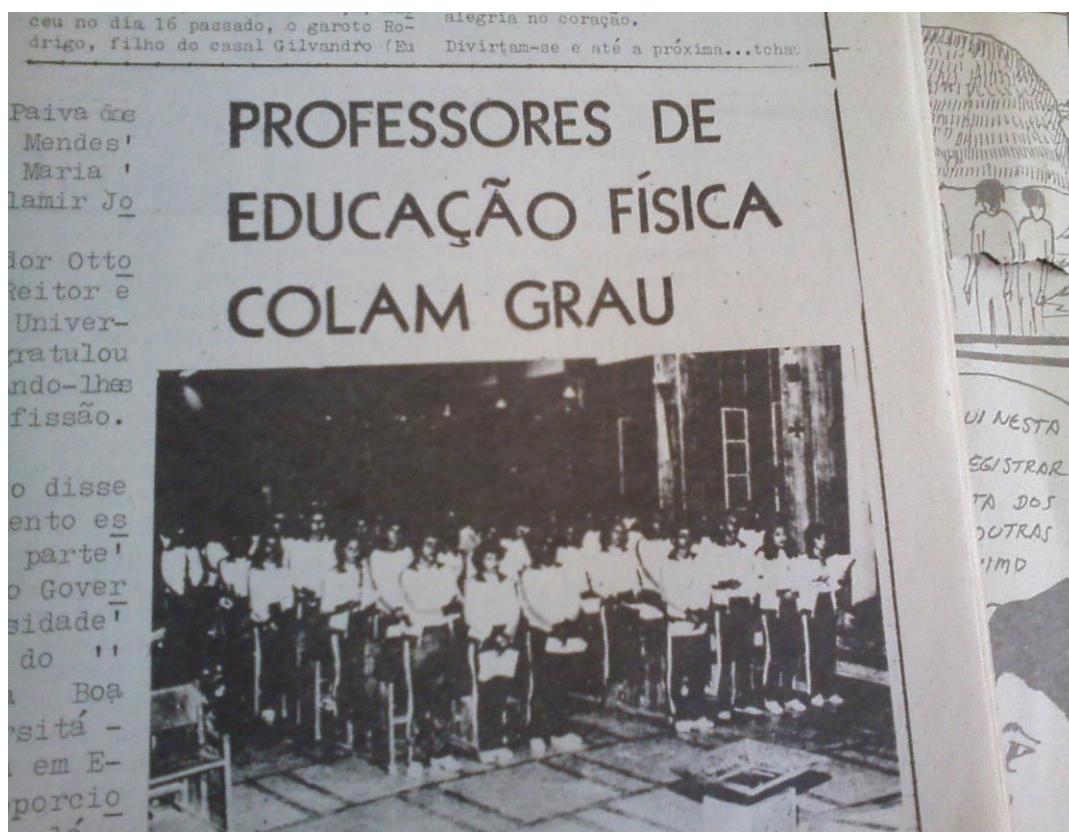 ceu no dia 16 passado, o garoto Ro-
drigo, filho do casal Gilvandro (Eu
alegria no coração.
Divirtam-se e até a próxima...tchau
Paiva dos
Mendes'
Maria '
lamir Jo
dor Otto
Reitor e
Univer-
gratulou
ndo-lhes
fissão.
o disse
ento es
parte'
o Gover
sidade'
do ''
a Boa
rsitá -
em E-
porcio
PROFESSORES DE
EDUCAÇÃO FÍSICA
COLAM GRAU
UI NESTA
EGISTRAR
TA DOS
OUTRAS